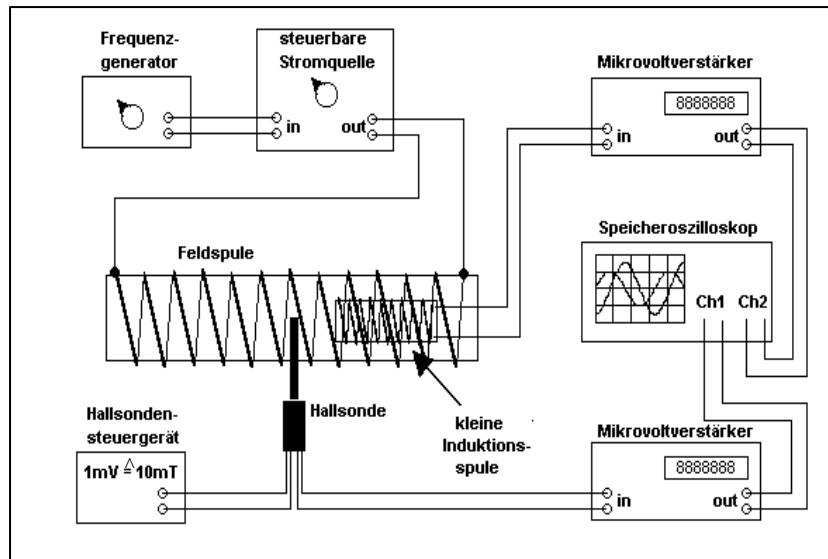 Frequenz-
generator
steuerbare
Stromquelle
in
out
Mikrovoltverstärker
8888888
in
out
Feldspule
Speicheroszilloskop
Ch1
Ch2
Hallsonden-
steuergerät
1mV ≙ 10mT
Hallsonde
kleine
Induktions-
spule
Mikrovoltverstärker
8888888
in
out